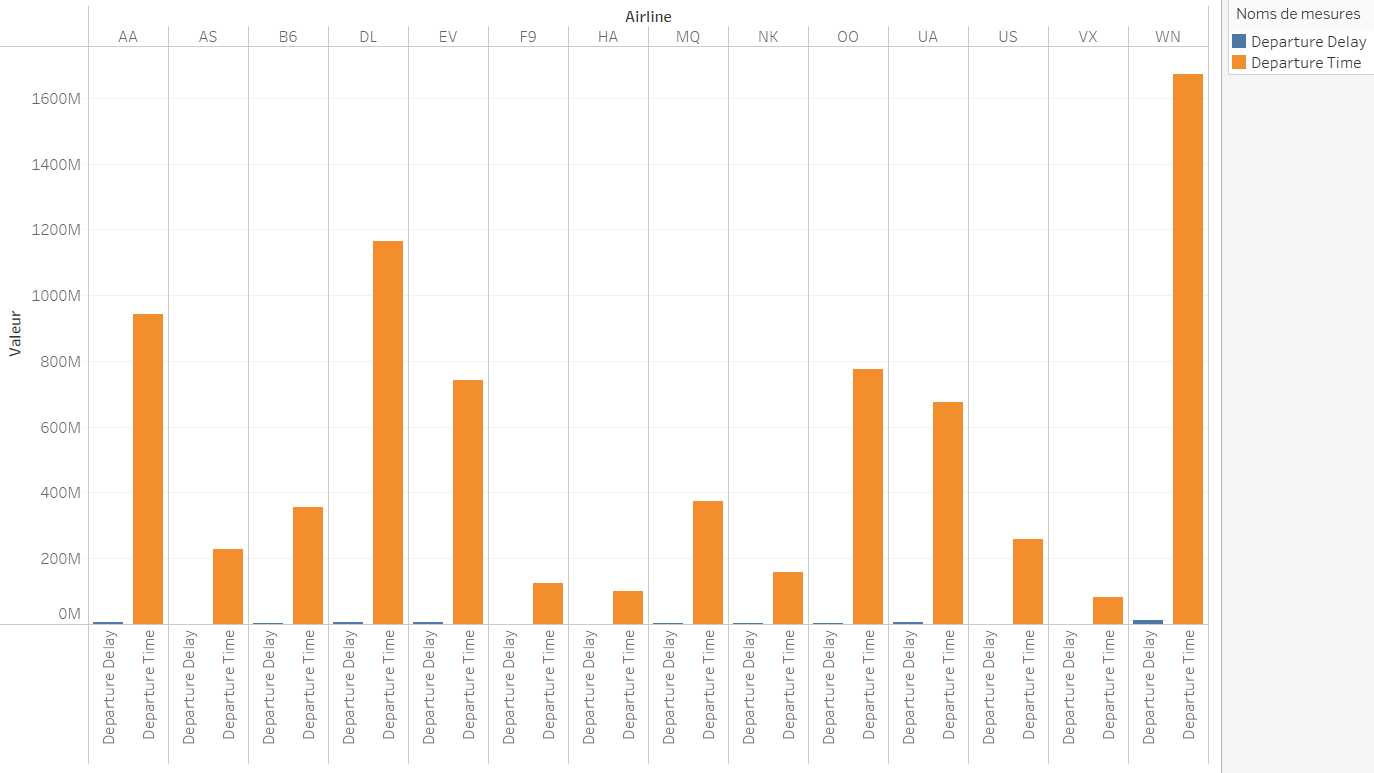 Airline
AA AS B6 DL EV F9 HA MQ NK OO UA US VX WN
Noms de mesures
Departure Delay
Departure Time
Valeur
1600M
1400M
1200M
1000M
800M
600M
400M
200M
0M
Departure Delay
Departure Time
Departure Delay
Departure Time
Departure Delay
Departure Time
Departure Delay
Departure Time
Departure Delay
Departure Time
Departure Delay
Departure Time
Departure Delay
Departure Time
Departure Delay
Departure Time
Departure Delay
Departure Time
Departure Delay
Departure Time
Departure Delay
Departure Time
Departure Delay
Departure Time
Departure Delay
Departure Time
Departure Delay
Departure Time